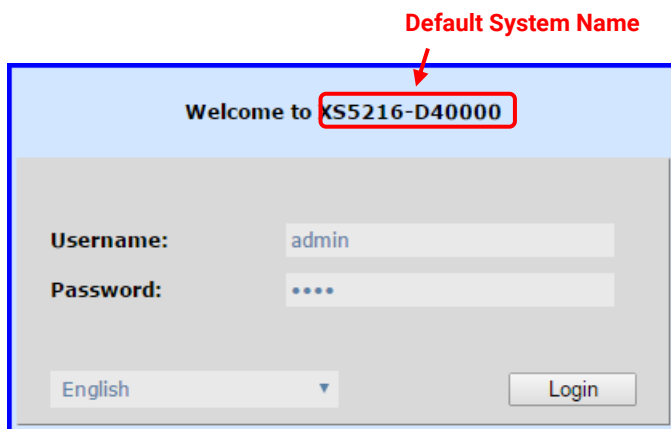 Default System Name
Welcome to XS5216-D40000
Username: admin
Password: ••••
English ▼ Login